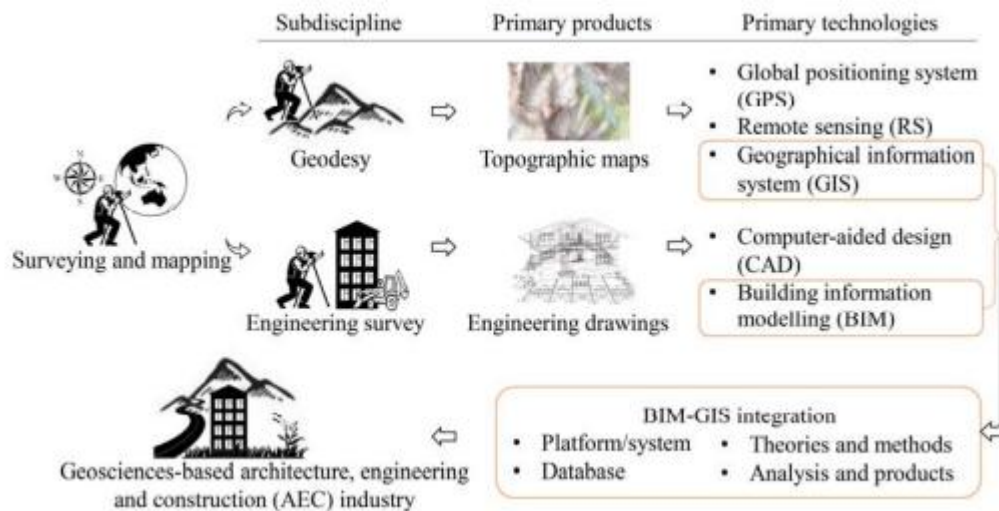 Subdiscipline Primary products Primary technologies
• Global positioning system
(GPS)
• Remote sensing (RS)
• Geographical information
system (GIS)
Geodesy
Topographic maps
N
W E
S
Surveying and mapping
• Computer-aided design
(CAD)
• Building information
modelling (BIM)
Engineering survey
Engineering drawings
BIM-GIS integration
• Platform/system
• Database
• Theories and methods
• Analysis and products
Geosciences-based architecture, engineering
and construction (AEC) industry